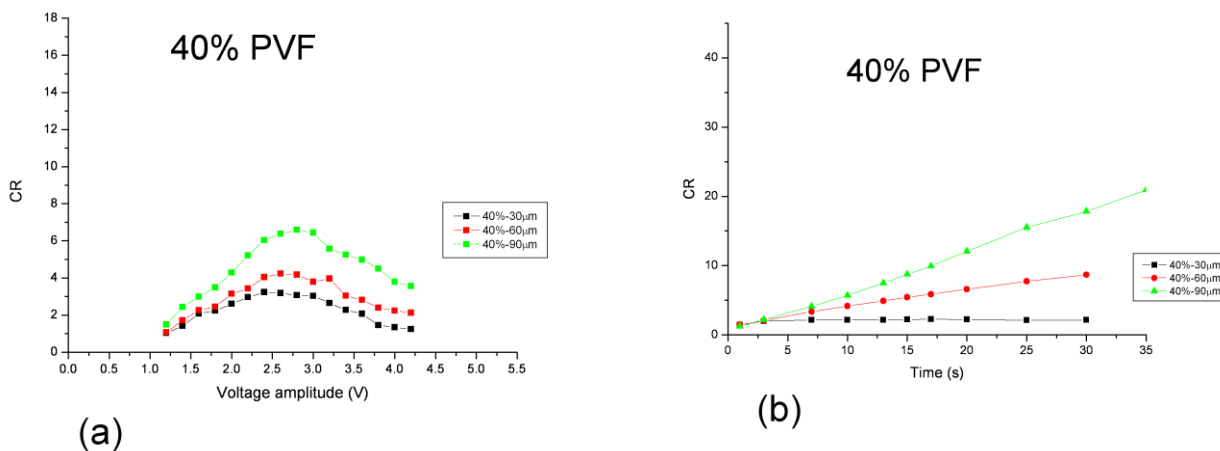 40% PVF
18
16
14
12
10
8
6
4
2
0
CR
0.0 0.5 1.0 1.5 2.0 2.5 3.0 3.5 4.0 4.5 5.0 5.5
Voltage amplitude (V)
40%-30μm
40%-60μm
40%-90μm
(a)
40% PVF
40
30
20
10
0
CR
0 5 10 15 20 25 30 35
Time (s)
40%-30μm
40%-60μm
40%-90μm
(b)